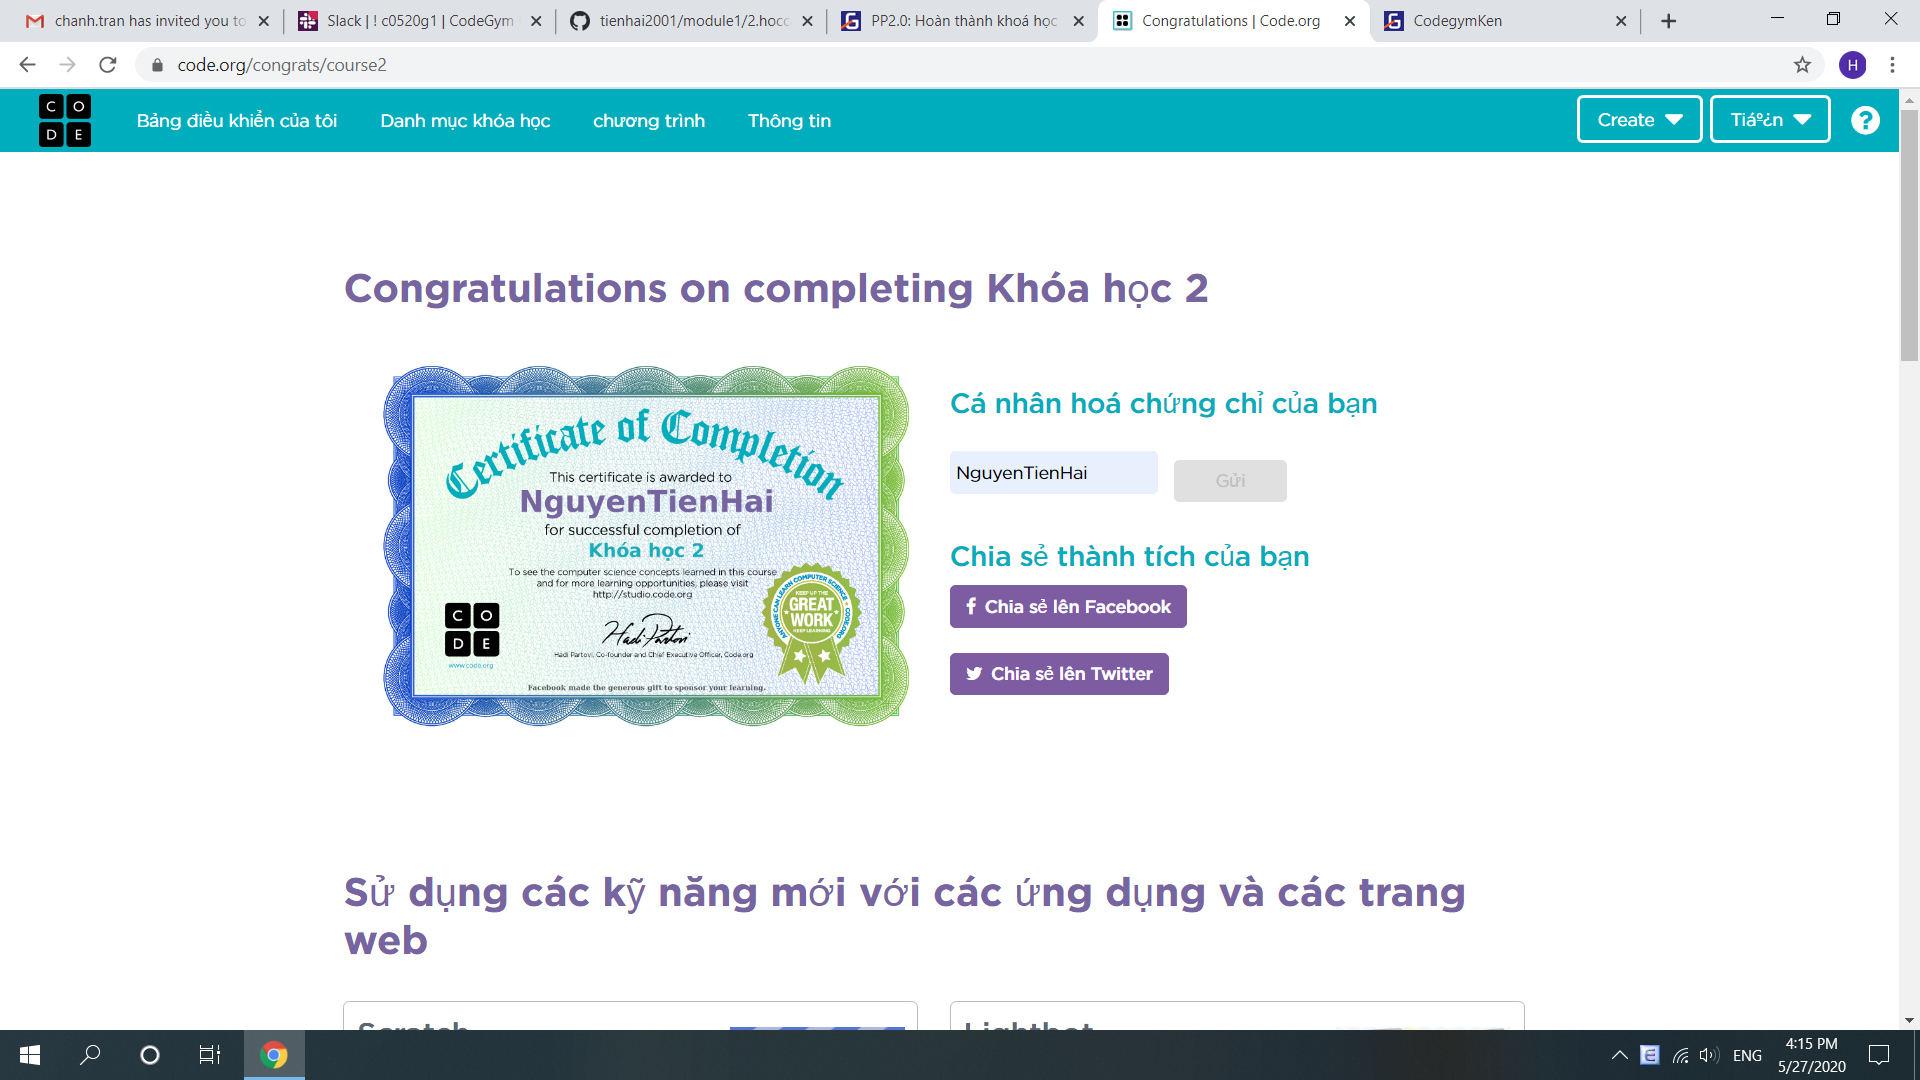 chanh.tran has invited you to
Slack | ! c0520g1 | CodeGym
tienhai2001/module1/2.hocc
PP2.0: Hoàn thành khoá học
Congratulations | Code.org
CodegymKen
code.org/congrats/course2
H
CODE
Bảng điều khiển của tôi
Danh mục khóa học
chương trình
Thông tin
Create
Tiáº¿n
?
Congratulations on completing Khóa học 2
Certificate of Completion
This certificate is awarded to
NguyenTienHai
for successful completion of
Khóa học 2
To see the computer science concepts learned in this course
and for more learning opportunities, please visit
http://studio.code.org
CODE
www.code.org
Hadi Partovi
Hadi Partovi, Co-founder and Chief Executive Officer, Code.org
ANYONE CAN LEARN COMPUTER SCIENCE • CODE.ORG
KEEP UP THE
GREAT
WORK
KEEP LEARNING
Facebook made the generous gift to sponsor your learning.
Cá nhân hoá chứng chỉ của bạn
NguyenTienHai
Gửi
Chia sẻ thành tích của bạn
Chia sẻ lên Facebook
Chia sẻ lên Twitter
Sử dụng các kỹ năng mới với các ứng dụng và các trang
web
Scratch
Lightbot
ENG
4:15 PM
5/27/2020